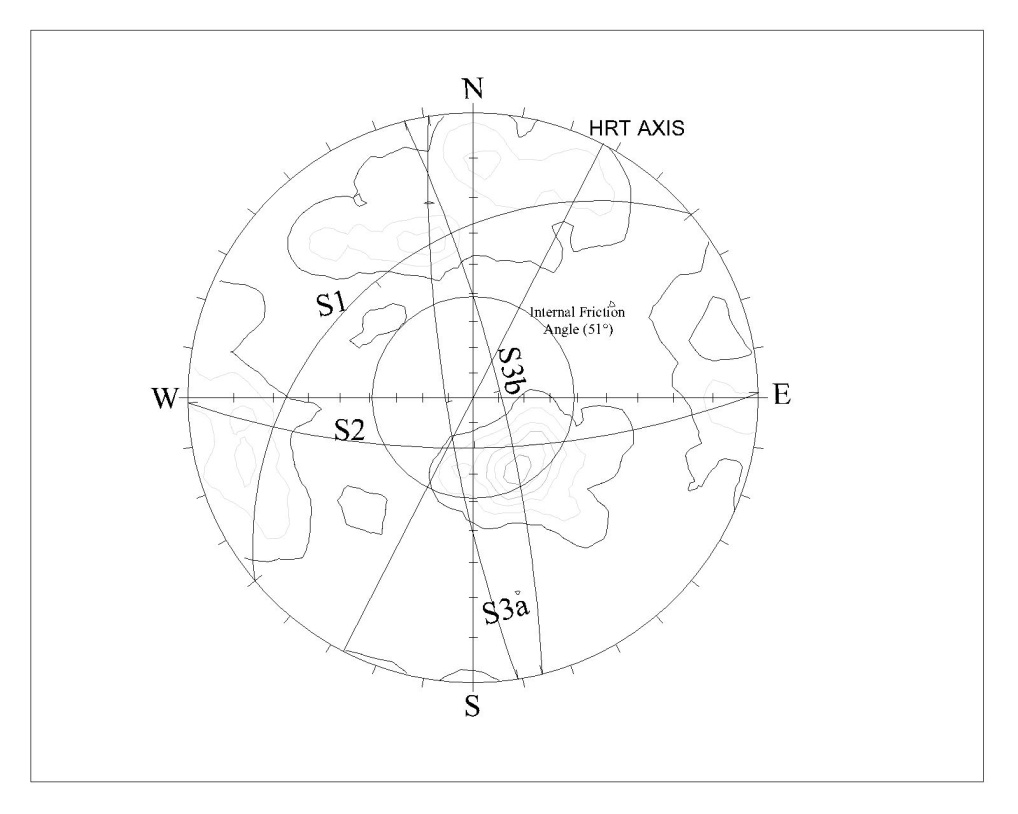 N
HRT AXIS
S1
Internal Friction
Angle (51°)
S3b
W
E
S2
S3a
S